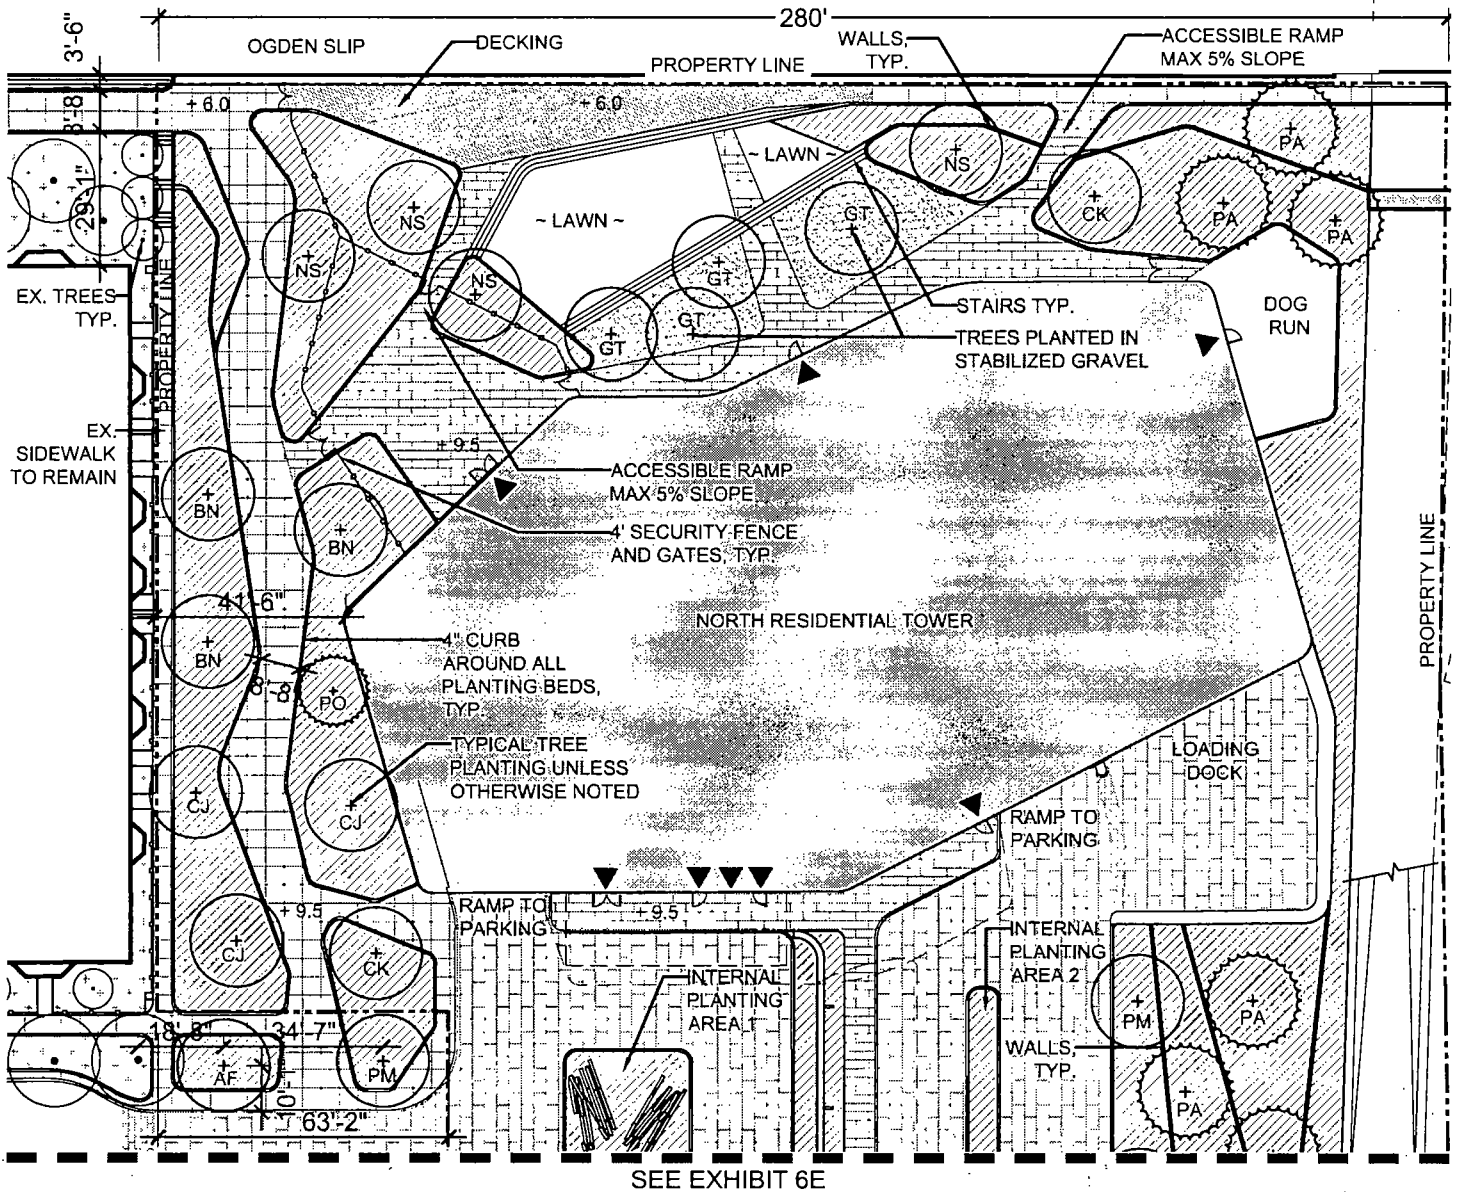 280'
3'-6"
OGDEN SLIP
DECKING
WALLS,
TYP.
ACCESSIBLE RAMP
MAX 5% SLOPE
PROPERTY LINE
+ 6.0
+ 6.0
PA
~ LAWN ~
NS
29'-1"
NS
CK
PA
PA
GT
~ LAWN ~
NS
NS
GT
EX. TREES
TYP.
PROPERTY LINE
GT
GT
STAIRS TYP.
TREES PLANTED IN
STABILIZED GRAVEL
DOG
RUN
EX.
SIDEWALK
TO REMAIN
+ 9.5
ACCESSIBLE RAMP
MAX 5% SLOPE
BN
BN
4' SECURITY FENCE
AND GATES, TYP.
PROPERTY LINE
41'-6"
NORTH RESIDENTIAL TOWER
BN
4" CURB
AROUND ALL
PLANTING BEDS,
TYP.
8'-8"
PO
TYPICAL TREE
PLANTING UNLESS
OTHERWISE NOTED
LOADING
DOCK
CJ
CJ
RAMP TO
PARKING
RAMP TO
PARKING
+ 9.5
+ 9.5
CJ
CK
INTERNAL
PLANTING
AREA 1
INTERNAL
PLANTING
AREA 2
PM
PA
18'-8"
34'-7"
WALLS,
TYP.
AF
PM
PA
63'-2"
SEE EXHIBIT 6E